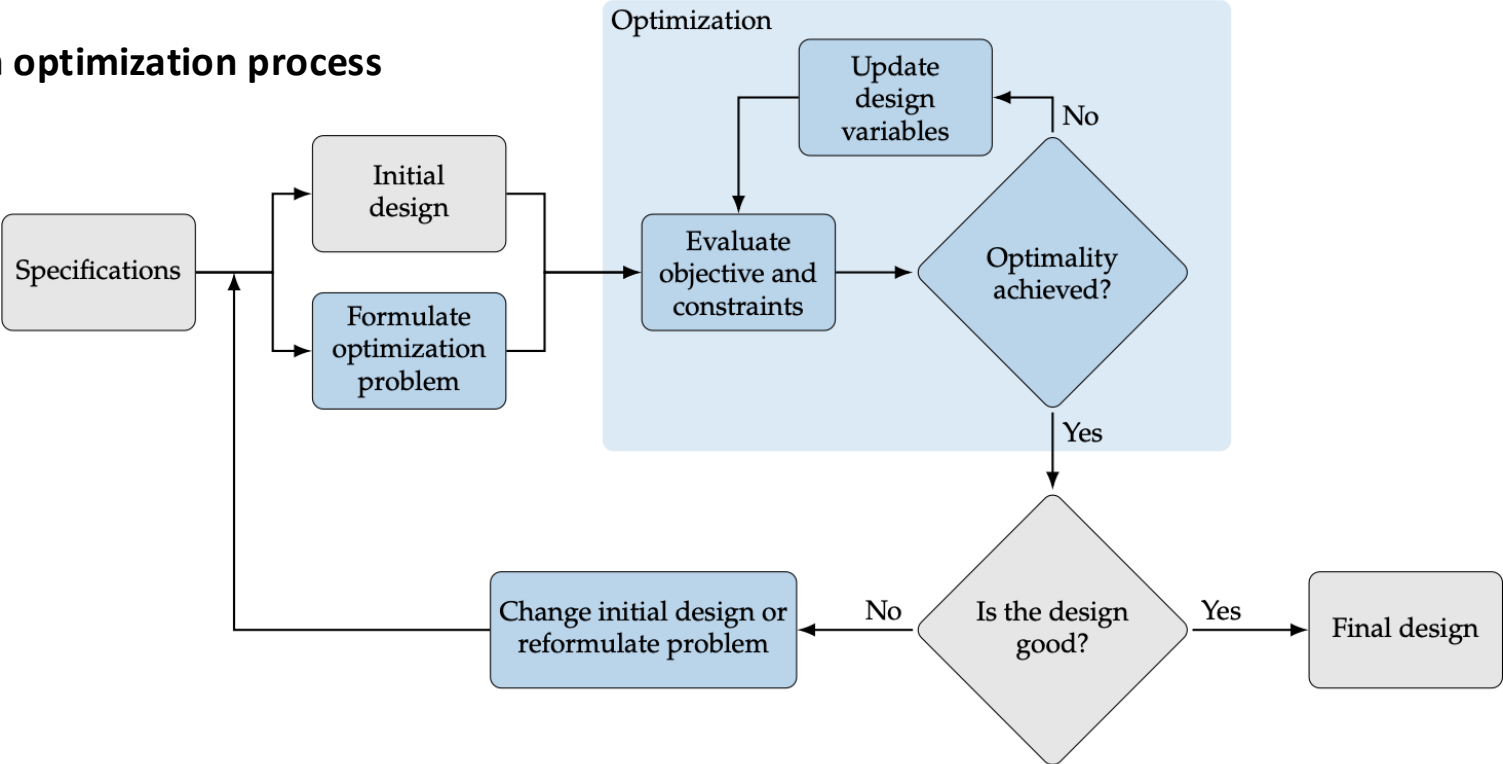 optimization process
Optimization
Update
design
variables
No
Initial
design
Specifications
Evaluate
objective and
constraints
Optimality
achieved?
Formulate
optimization
problem
Yes
Change initial design or
reformulate problem
No
Is the design
good?
Yes
Final design